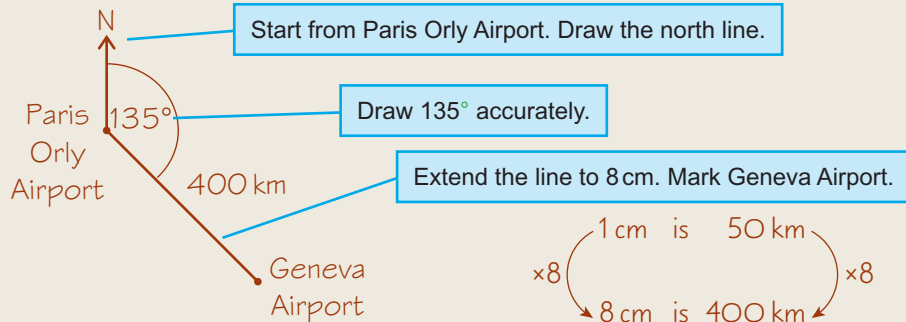 N
Start from Paris Orly Airport. Draw the north line.
Paris
Orly
Airport
135°
Draw 135° accurately.
400 km
Extend the line to 8 cm. Mark Geneva Airport.
Geneva
Airport
1 cm is 50 km
×8 ×8
8 cm is 400 km